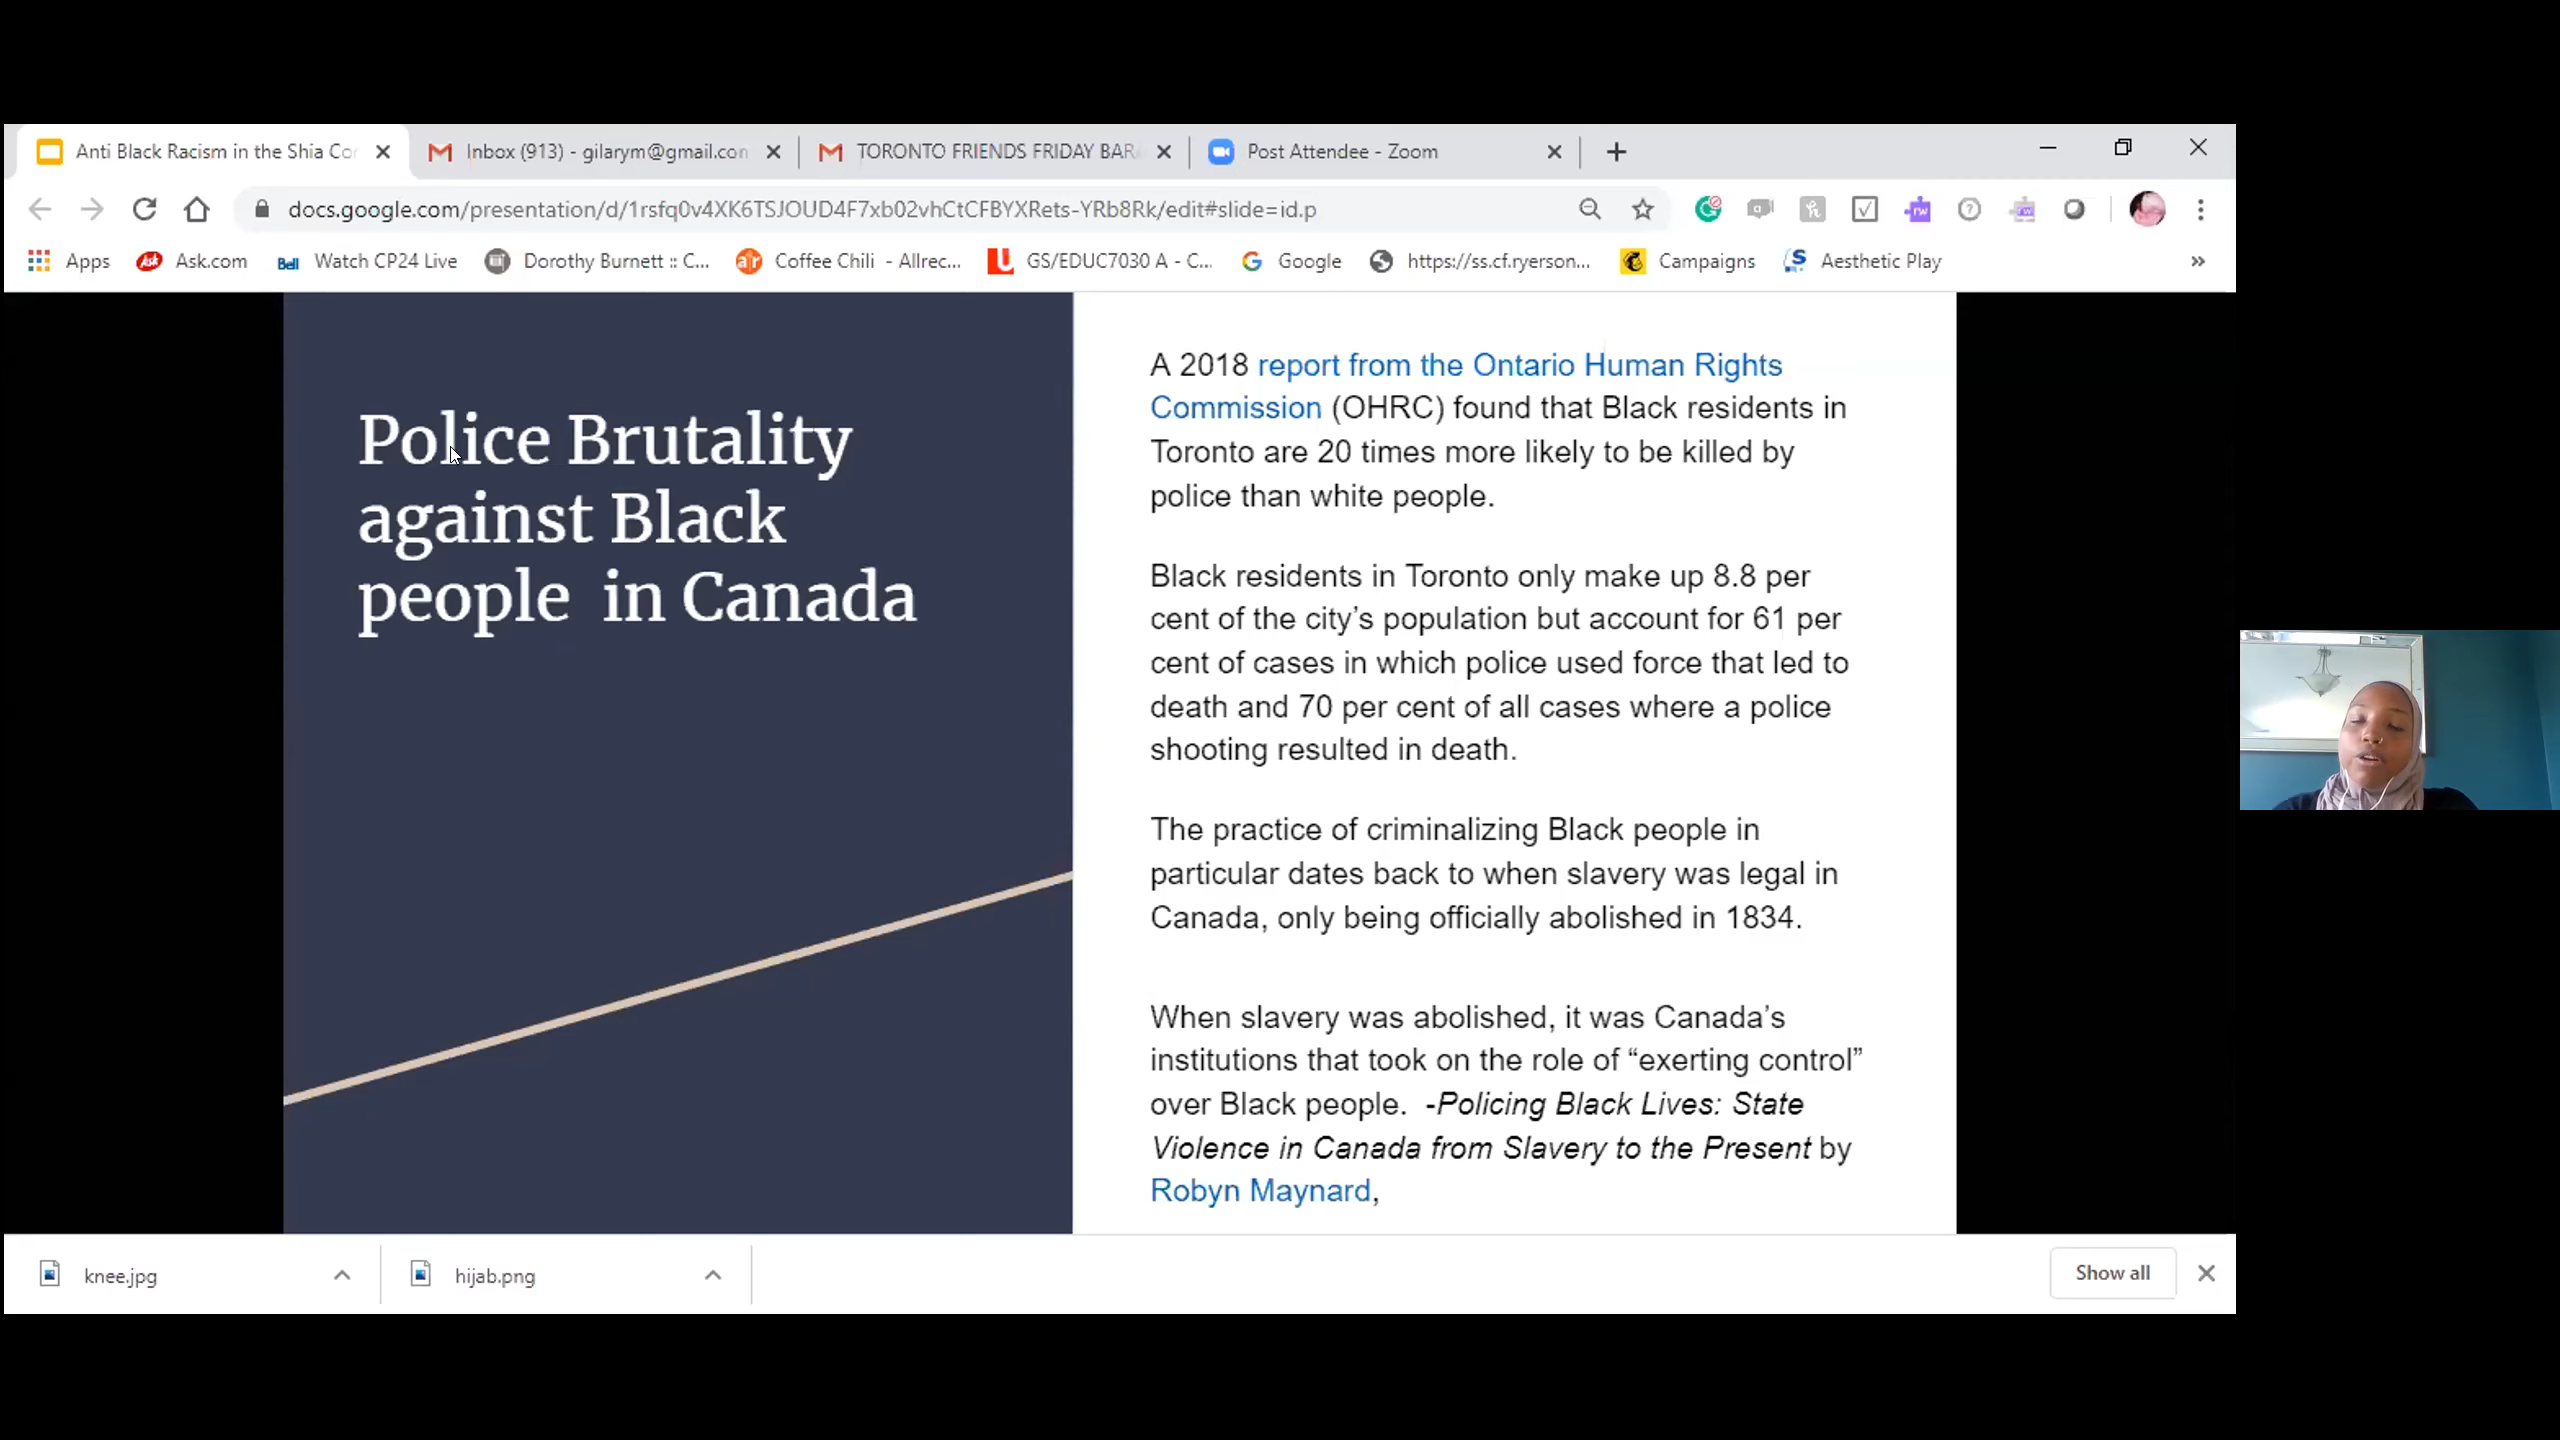 Anti Black Racism in the Shia Cor
Inbox (913) - gilarym@gmail.con
TORONTO FRIENDS FRIDAY BAR
Post Attendee - Zoom
docs.google.com/presentation/d/1rsfq0v4XK6TSJOUD4F7xb02vhCtCFBYXRets-YRb8Rk/edit#slide=id.p
Apps
Ask.com
Bell Watch CP24 Live
Dorothy Burnett :: C...
Coffee Chili - Allrec...
GS/EDUC7030 A - C...
Google
https://ss.cf.ryerson...
Campaigns
Aesthetic Play
»
Police Brutality
against Black
people in Canada
A 2018 report from the Ontario Human Rights
Commission (OHRC) found that Black residents in
Toronto are 20 times more likely to be killed by
police than white people.
Black residents in Toronto only make up 8.8 per
cent of the city’s population but account for 61 per
cent of cases in which police used force that led to
death and 70 per cent of all cases where a police
shooting resulted in death.
The practice of criminalizing Black people in
particular dates back to when slavery was legal in
Canada, only being officially abolished in 1834.
When slavery was abolished, it was Canada’s
institutions that took on the role of “exerting control”
over Black people. -Policing Black Lives: State
Violence in Canada from Slavery to the Present by
Robyn Maynard,
knee.jpg
hijab.png
Show all